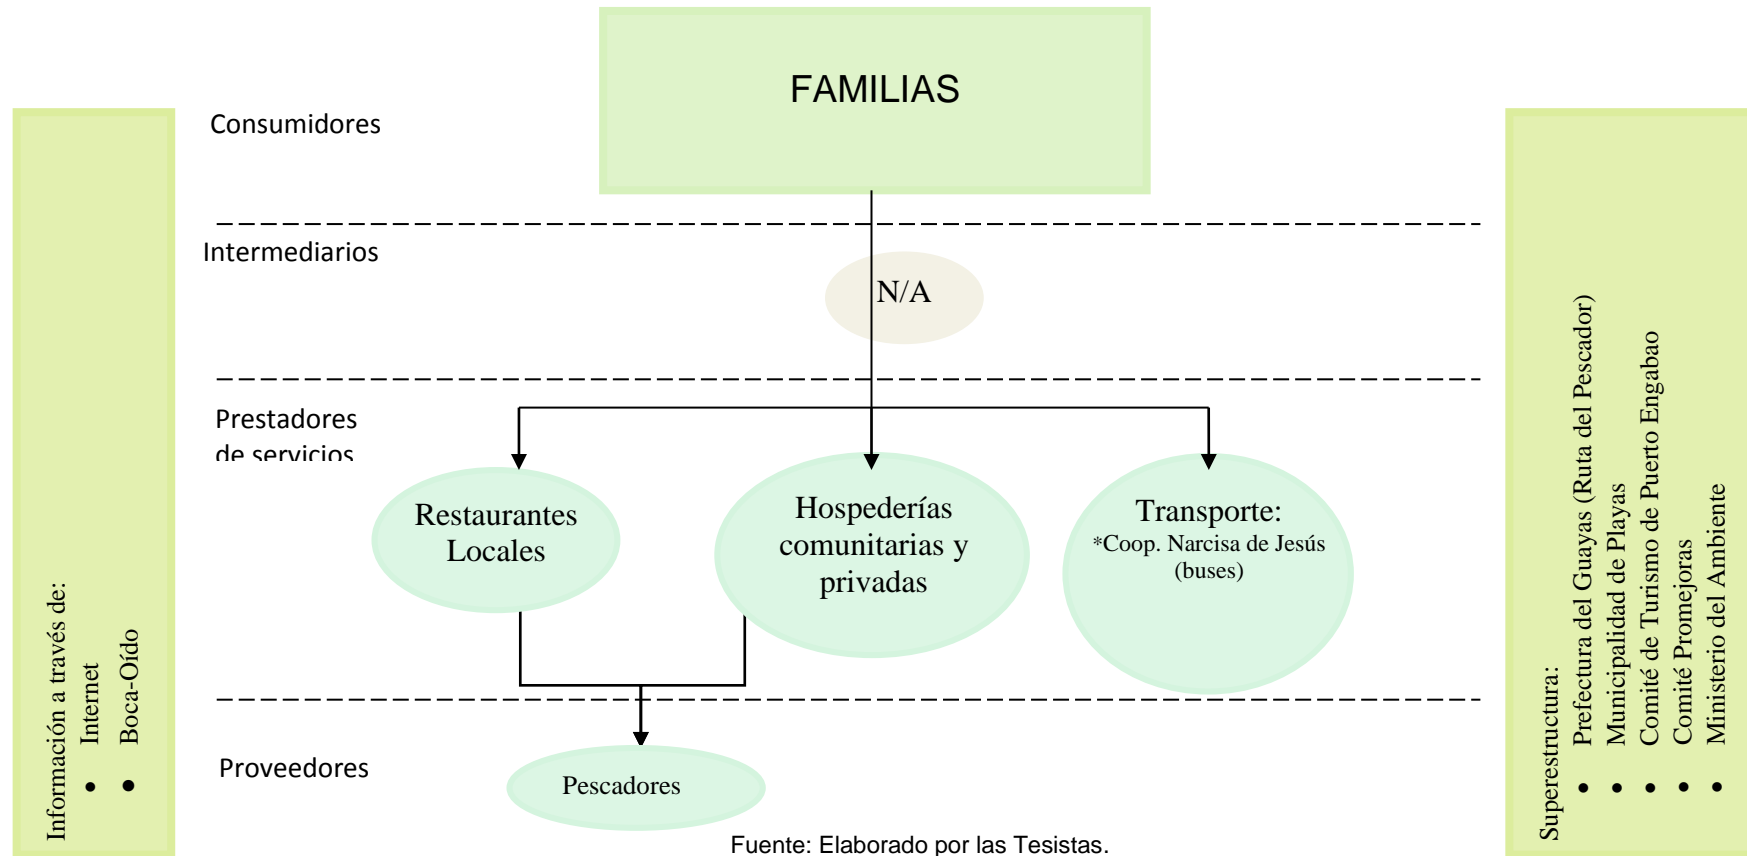 FAMILIAS
Consumidores
Intermediarios
N/A
Prestadores
de servicios
Restaurantes
Locales
Hospederías
comunitarias y
privadas
Transporte:
*Coop. Narcisa de Jesús
(buses)
Proveedores
Pescadores
Fuente: Elaborado por las Tesistas.
Información a través de:
• Internet
• Boca-Oído
Superestructura:
• Prefectura del Guayas (Ruta del Pescador)
• Municipalidad de Playas
• Comité de Turismo de Puerto Engabao
• Comité Promejoras
• Ministerio del Ambiente